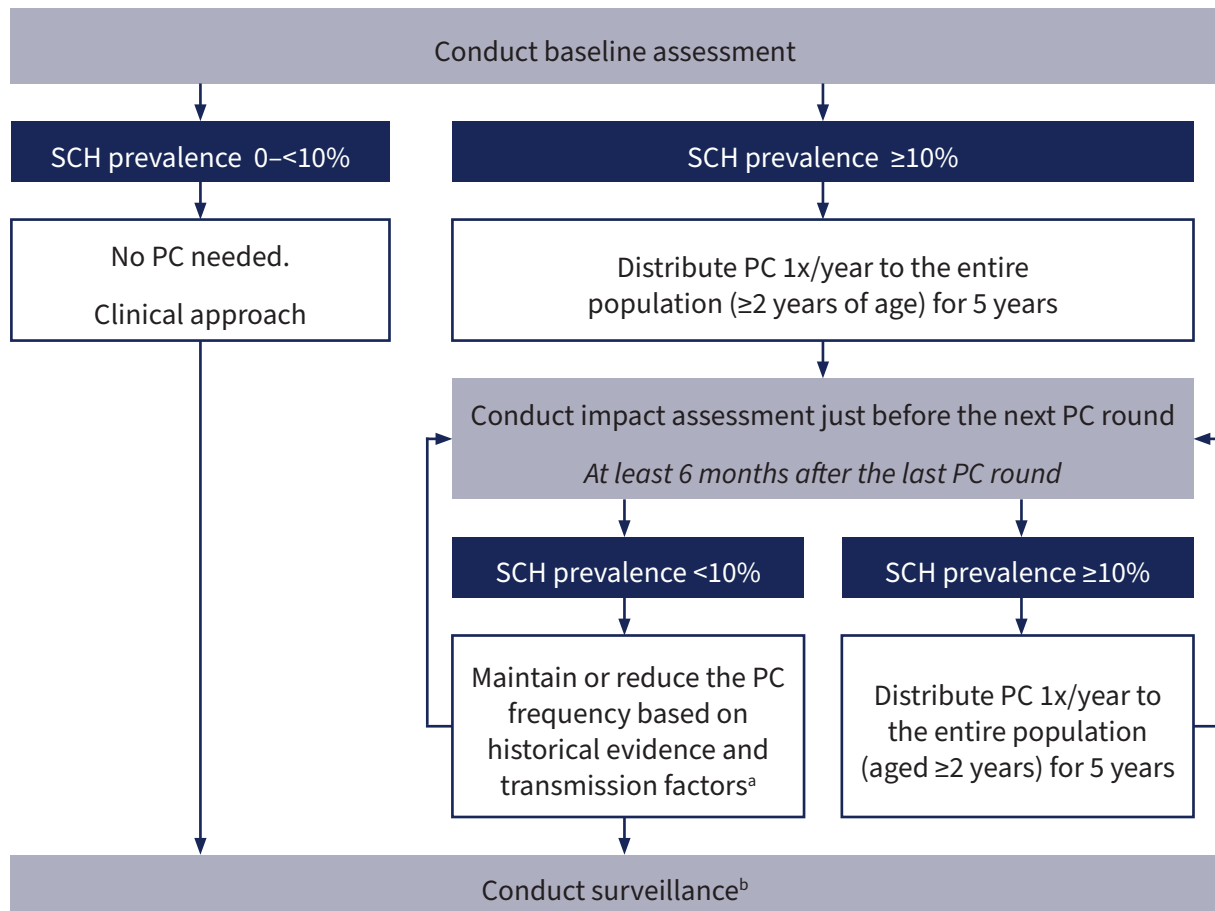 Conduct baseline assessment
SCH prevalence 0–<10%
SCH prevalence ≥10%
No PC needed.
Clinical approach
Distribute PC 1x/year to the entire
population (≥2 years of age) for 5 years
Conduct impact assessment just before the next PC round
At least 6 months after the last PC round
SCH prevalence <10%
SCH prevalence ≥10%
Maintain or reduce the PC
frequency based on
historical evidence and
transmission factorsᵃ
Distribute PC 1x/year to
the entire population
(aged ≥2 years) for 5 years
Conduct surveillanceᵇ